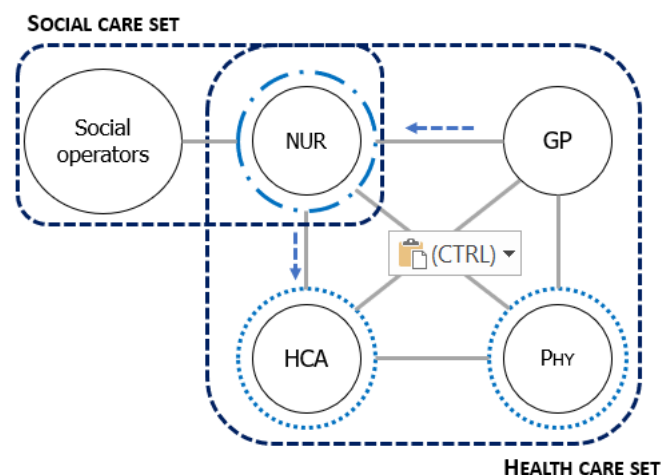 SOCIAL CARE SET
Social
operators
NUR
GP
(CTRL)
HCA
PHY
HEALTH CARE SET